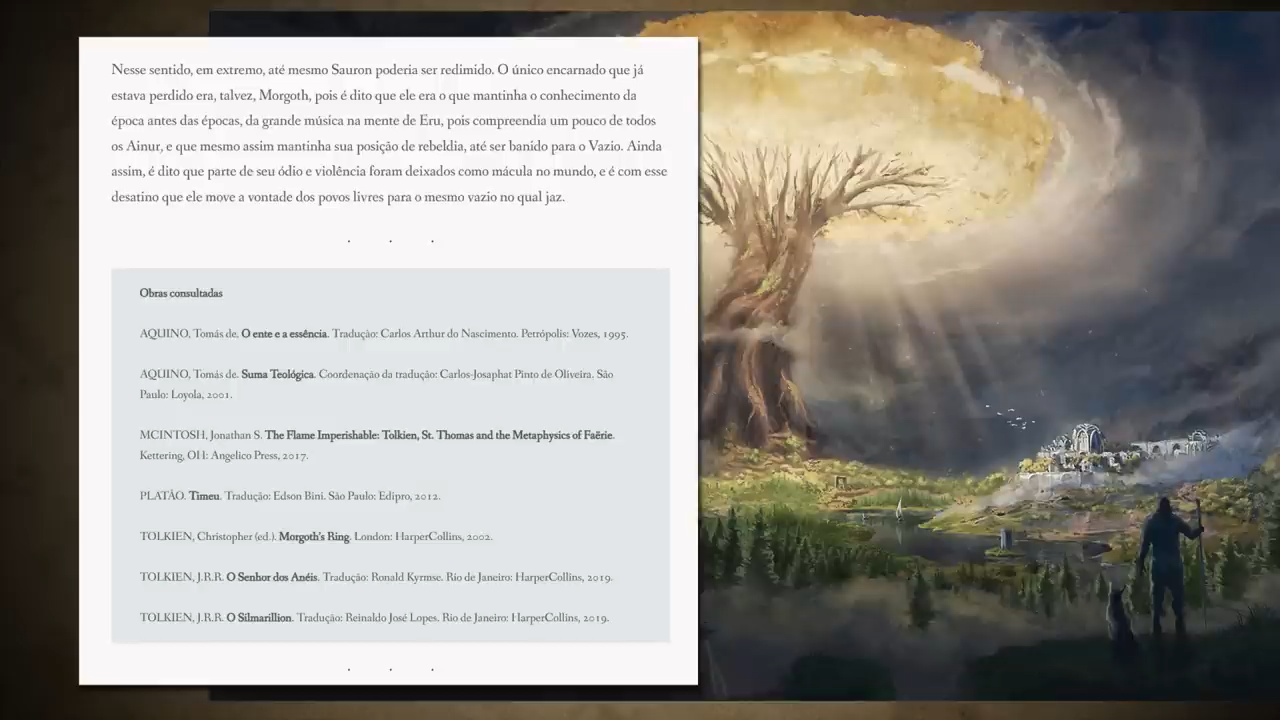 Nesse sentido, em extremo, até mesmo Sauron poderia ser redimido. O único encarnado que já
estava perdido era, talvez, Morgoth, pois é dito que ele era o que mantinha o conhecimento da
época antes das épocas, da grande música na mente de Eru, pois compreendia um pouco de todos
os Ainur, e que mesmo assim mantinha sua posição de rebeldia, até ser banido para o Vazio. Ainda
assim, é dito que parte de seu ódio e violência foram deixados como mácula no mundo, e é com esse
desatino que ele move a vontade dos povos livres para o mesmo vazio no qual jaz.
. . .
Obras consultadas
AQUINO, Tomás de. O ente e a essência. Tradução: Carlos Arthur do Nascimento. Petrópolis: Vozes, 1995.
AQUINO, Tomás de. Suma Teológica. Coordenação da tradução: Carlos-Josaphat Pinto de Oliveira. São
Paulo: Loyola, 2001.
MCINTOSH, Jonathan S. The Flame Imperishable: Tolkien, St. Thomas and the Metaphysics of Faërie.
Kettering, OH: Angelico Press, 2017.
PLATÃO. Timeu. Tradução: Edson Bini. São Paulo: Edipro, 2012.
TOLKIEN, Christopher (ed.). Morgoth's Ring. London: HarperCollins, 2002.
TOLKIEN, J.R.R. O Senhor dos Anéis. Tradução: Ronald Kyrmse. Rio de Janeiro: HarperCollins, 2019.
TOLKIEN, J.R.R. O Silmarillion. Tradução: Reinaldo José Lopes. Rio de Janeiro: HarperCollins, 2019.
. . .